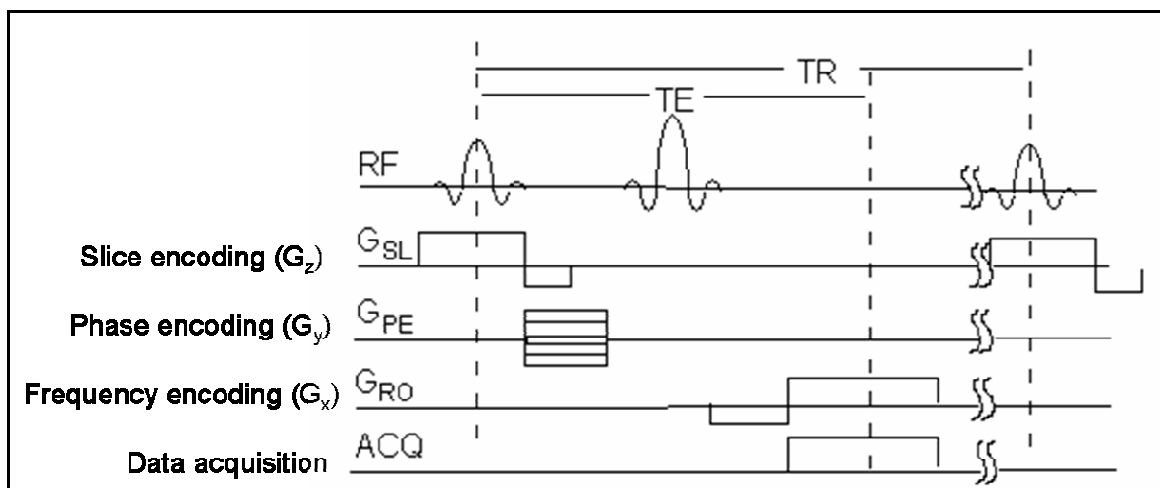 TR
TE
RF
Slice encoding (Gz) GSL
Phase encoding (Gy) GPE
Frequency encoding (Gx) GRO
Data acquisition ACQ